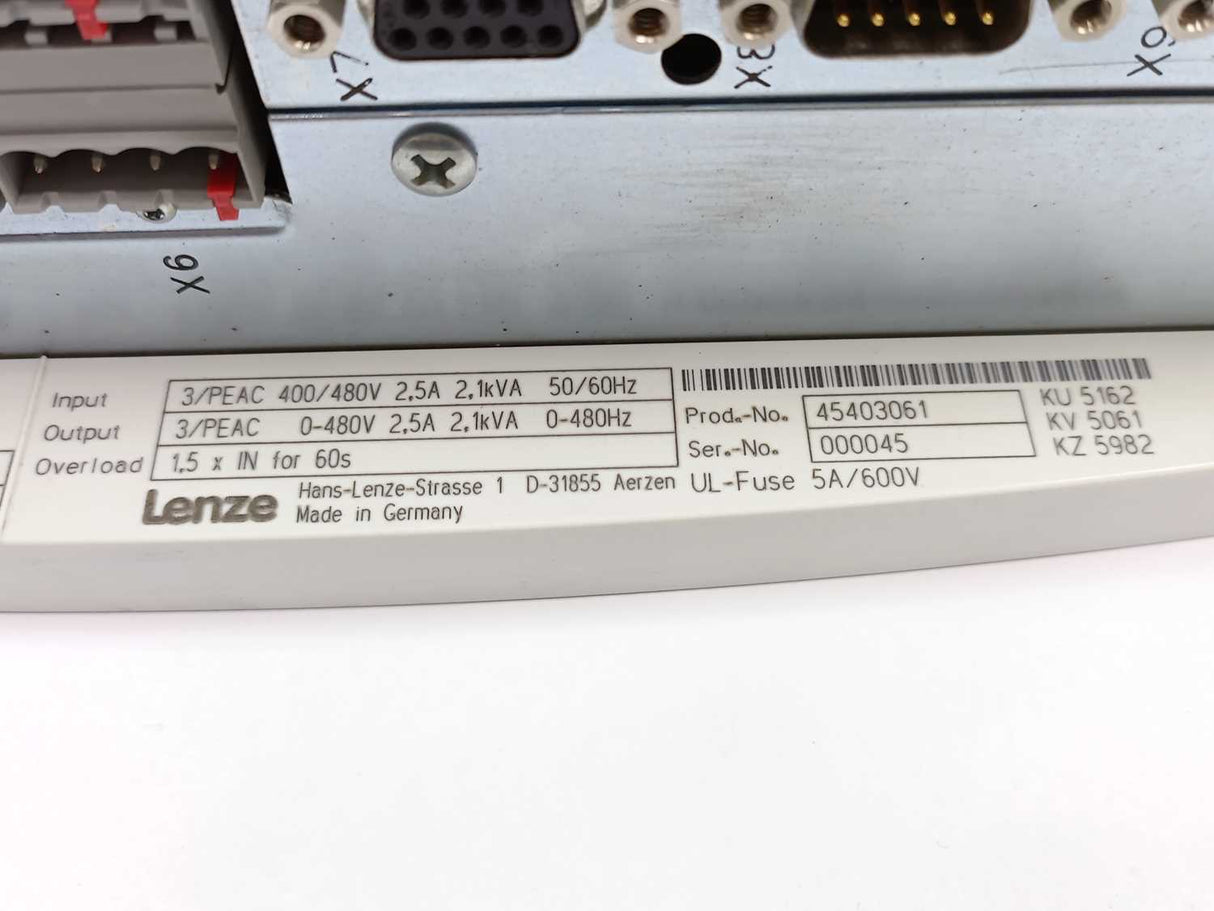 X7
X8
X9
X6
Input 3/PEAC 400/480V 2,5A 2,1kVA 50/60Hz
Output 3/PEAC 0-480V 2,5A 2,1kVA 0-480Hz
Overload 1,5 x IN for 60s
Lenze Hans-Lenze-Strasse 1 D-31855 Aerzen
Made in Germany
Prod.-No. 45403061
Ser.-No. 000045
UL-Fuse 5A/600V
KU 5162
KV 5061
KZ 5982